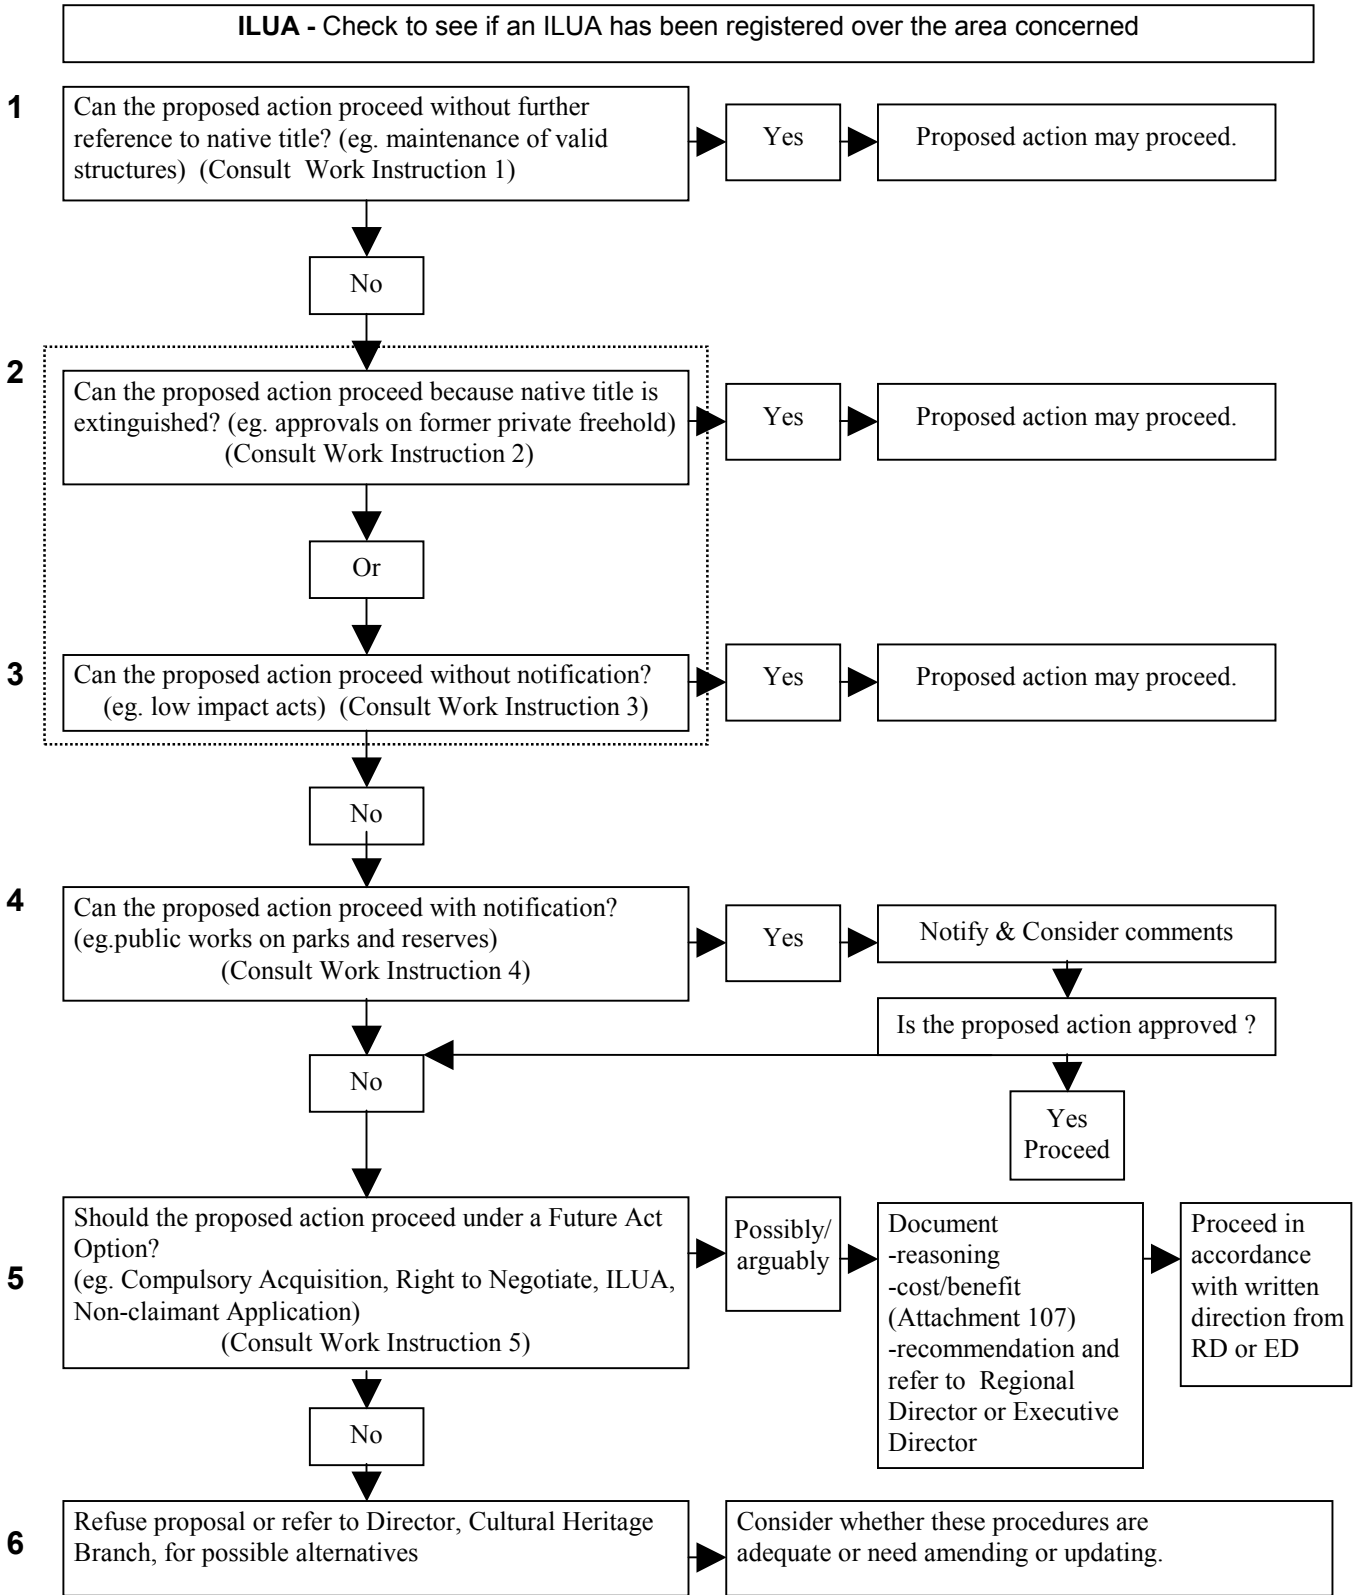 ILUA - Check to see if an ILUA has been registered over the area concerned
1
Can the proposed action proceed without further
reference to native title? (eg. maintenance of valid
structures) (Consult Work Instruction 1)
Yes
Proposed action may proceed.
No
2
Can the proposed action proceed because native title is
extinguished? (eg. approvals on former private freehold)
(Consult Work Instruction 2)
Yes
Proposed action may proceed.
Or
3
Can the proposed action proceed without notification?
(eg. low impact acts) (Consult Work Instruction 3)
Yes
Proposed action may proceed.
No
4
Can the proposed action proceed with notification?
(eg.public works on parks and reserves)
(Consult Work Instruction 4)
Yes
Notify & Consider comments
Is the proposed action approved ?
No
Yes
Proceed
5
Should the proposed action proceed under a Future Act
Option?
(eg. Compulsory Acquisition, Right to Negotiate, ILUA,
Non-claimant Application)
(Consult Work Instruction 5)
Possibly/
arguably
Document
-reasoning
-cost/benefit
(Attachment 107)
-recommendation and
refer to Regional
Director or Executive
Director
Proceed in
accordance
with written
direction from
RD or ED
No
6
Refuse proposal or refer to Director, Cultural Heritage
Branch, for possible alternatives
Consider whether these procedures are
adequate or need amending or updating.